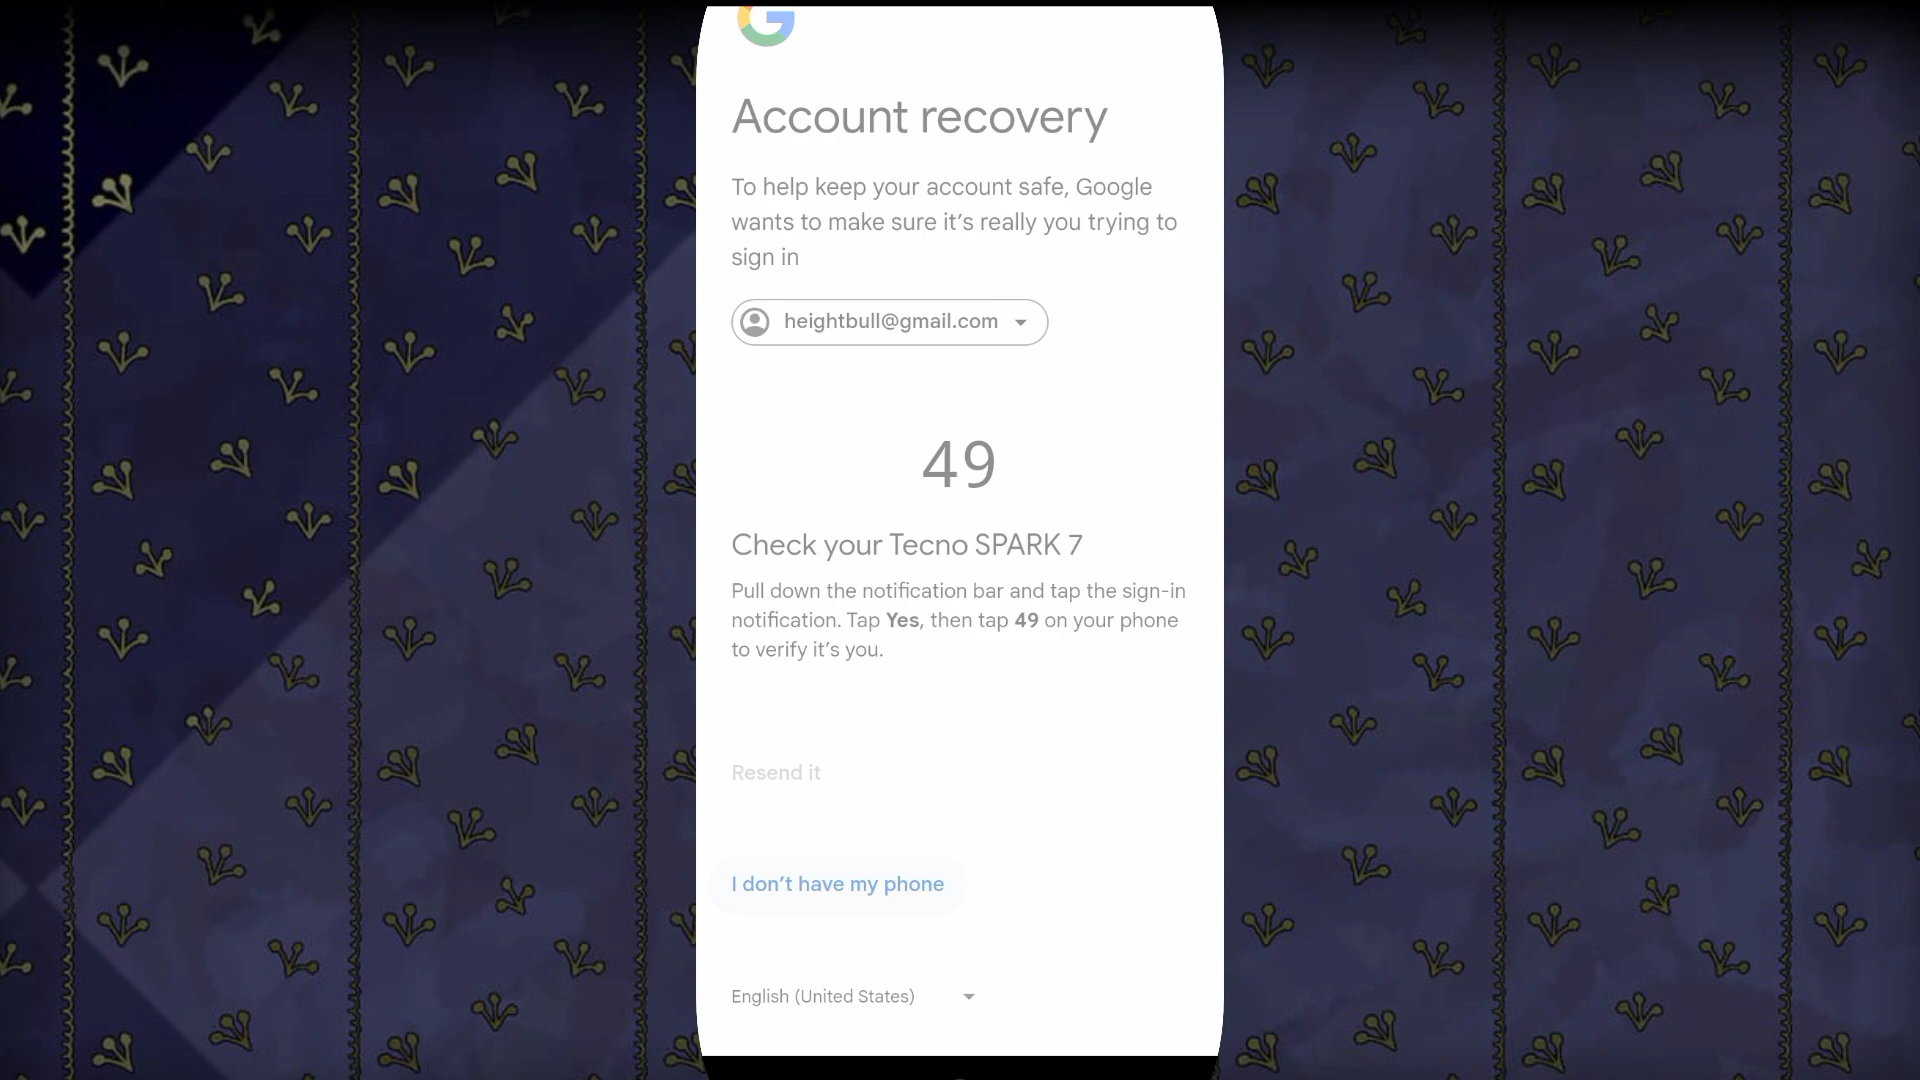 Account recovery
To help keep your account safe, Google
wants to make sure it’s really you trying to
sign in
heightbull@gmail.com
49
Check your Tecno SPARK 7
Pull down the notification bar and tap the sign-in
notification. Tap Yes, then tap 49 on your phone
to verify it’s you.
Resend it
I don’t have my phone
English (United States)